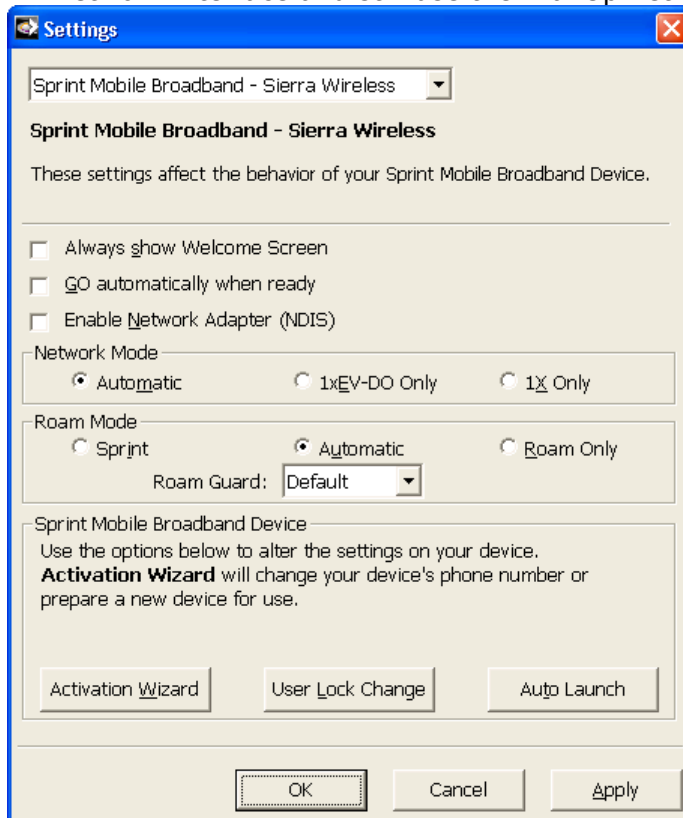 Settings
Sprint Mobile Broadband - Sierra Wireless
Sprint Mobile Broadband - Sierra Wireless
These settings affect the behavior of your Sprint Mobile Broadband Device.
Always show Welcome Screen
GO automatically when ready
Enable Network Adapter (NDIS)
Network Mode
Automatic 1xEV-DO Only 1X Only
Roam Mode
Sprint Automatic Roam Only
Roam Guard: Default
Sprint Mobile Broadband Device
Use the options below to alter the settings on your device.
Activation Wizard will change your device's phone number or
prepare a new device for use.
Activation Wizard User Lock Change Auto Launch
OK Cancel Apply